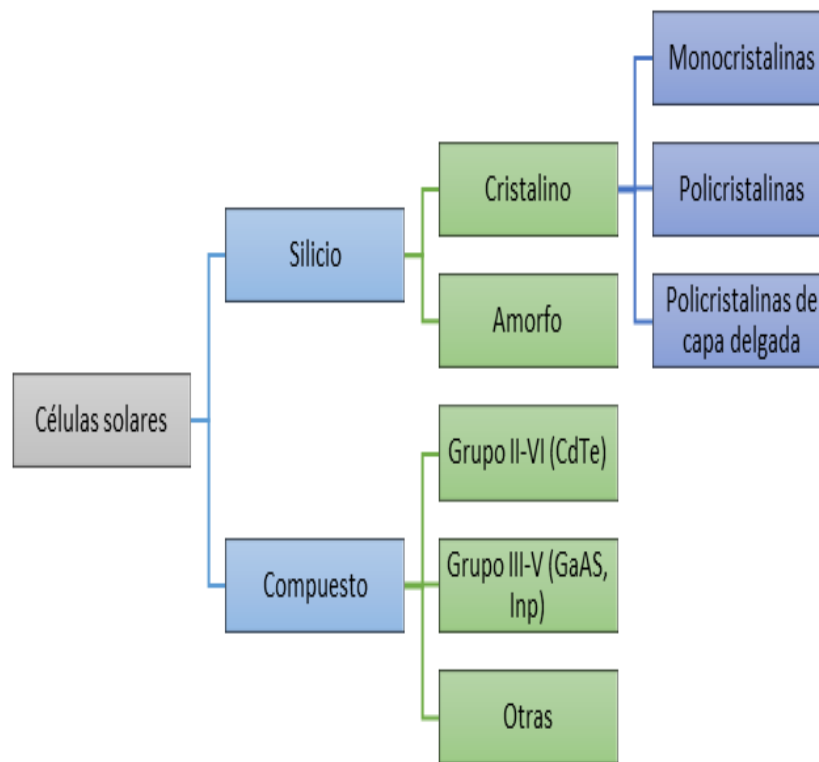 Células solares
Silicio
Cristalino
Monocristalinas
Policristalinas
Policristalinas de
capa delgada
Amorfo
Compuesto
Grupo II-VI (CdTe)
Grupo III-V (GaAS,
Inp)
Otras